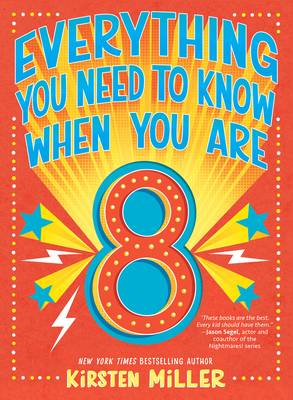 EVERYTHING
YOU NEED TO KNOW
WHEN YOU ARE
8
"These books are the best.
Every kid should have them."
—Jason Segel, actor and
coauthor of the
Nightmares! series
NEW YORK TIMES BESTSELLING AUTHOR
KIRSTEN MILLER